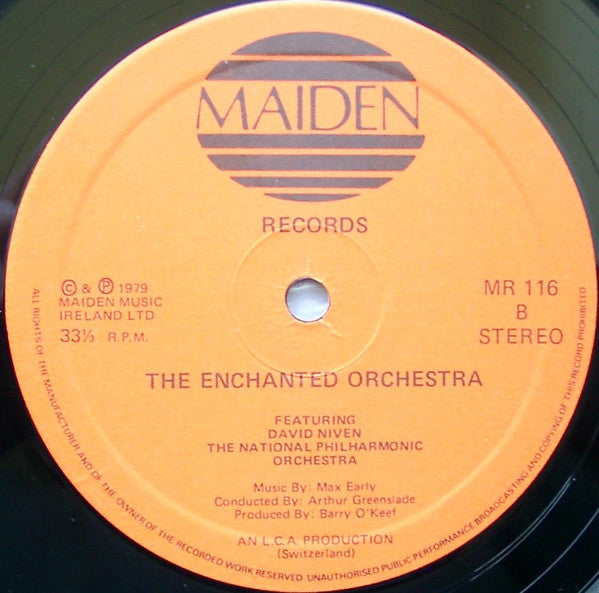 MAIDEN
RECORDS
© & ℗ 1979
MAIDEN MUSIC
IRELAND LTD
33⅓ R.P.M.
MR 116
B
STEREO
THE ENCHANTED ORCHESTRA
FEATURING
DAVID NIVEN
THE NATIONAL PHILHARMONIC
ORCHESTRA
Music By: Max Early
Conducted By: Arthur Greenslade
Produced By: Barry O'Keef
AN L.C.A. PRODUCTION
(Switzerland)
ALL RIGHTS OF THE MANUFACTURER AND OF THE OWNER OF THE RECORDED WORK RESERVED. UNAUTHORISED PUBLIC PERFORMANCE BROADCASTING AND COPYING OF THIS RECORD PROHIBITED